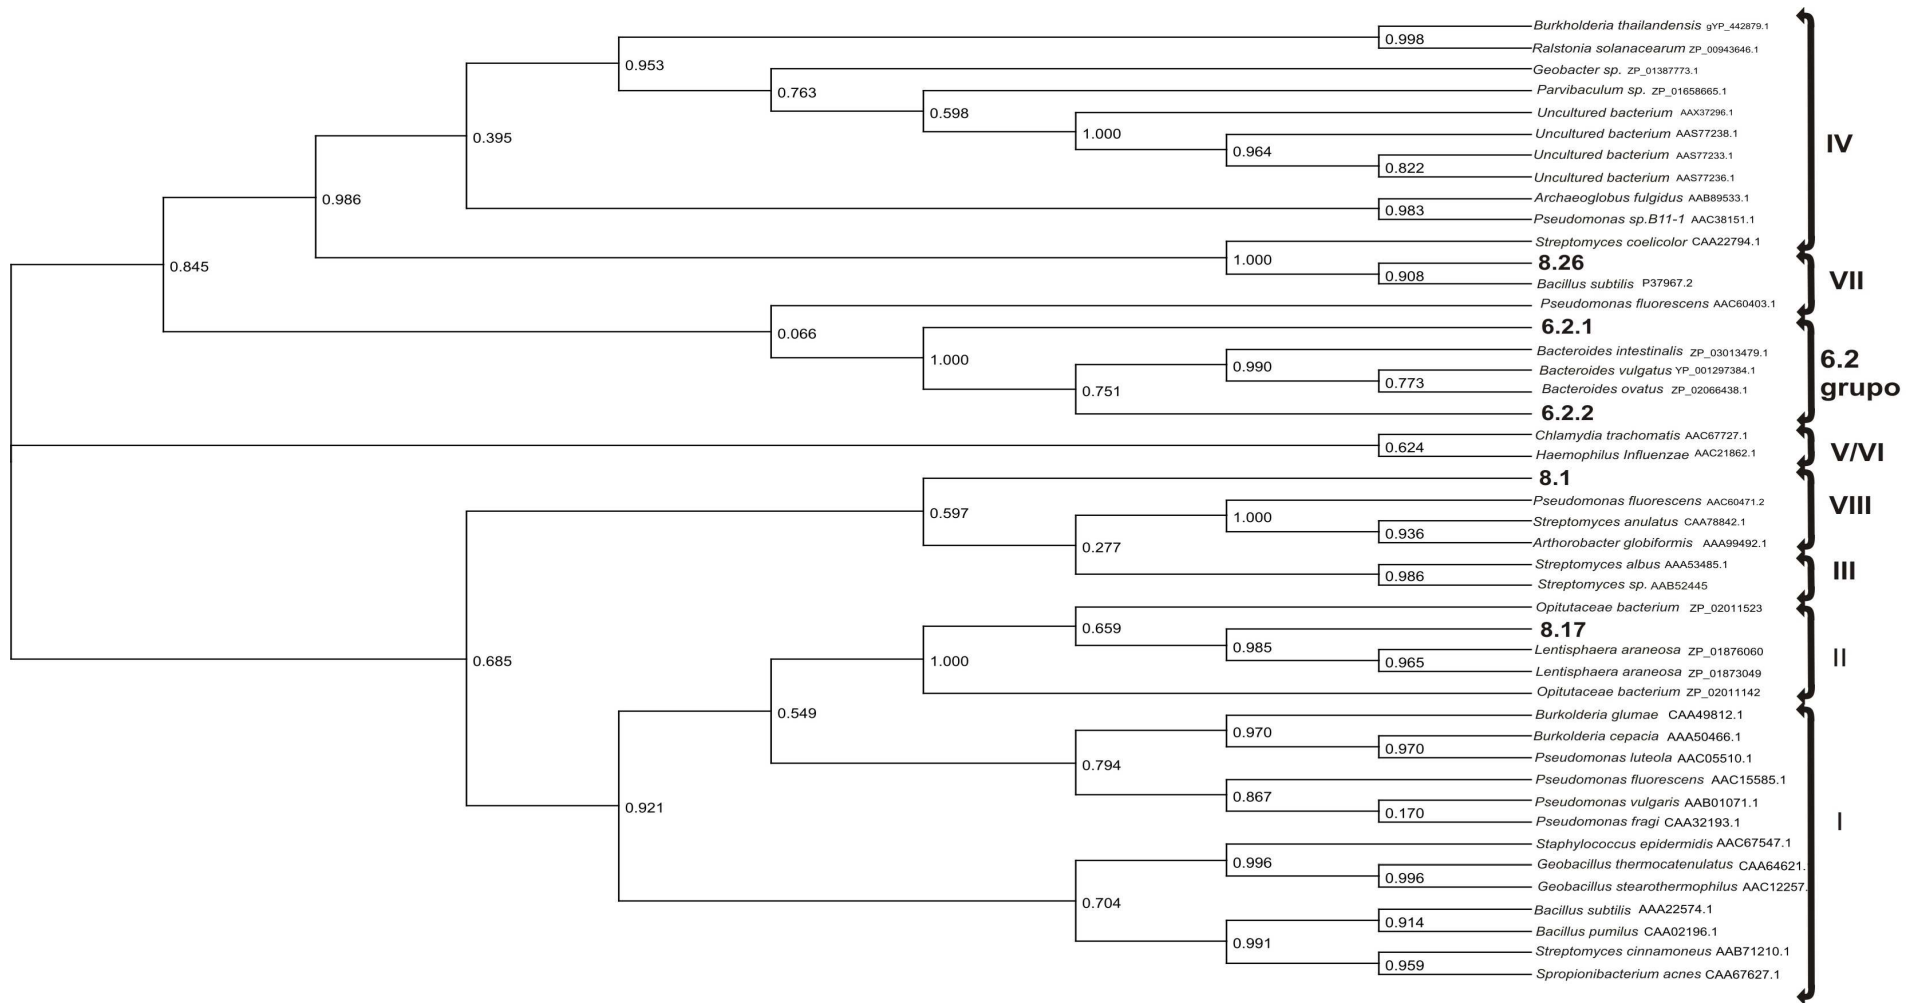 Burkholderia thailandensis gYP_442879.1
0.998
Ralstonia solanacearum ZP_00943646.1
0.953
Geobacter sp. ZP_01387773.1
0.763
Parvibaculum sp. ZP_01658665.1
0.598
Uncultured bacterium AAX37296.1
1.000
Uncultured bacterium AAS77238.1
0.395
IV
0.964
Uncultured bacterium AAS77233.1
0.822
Uncultured bacterium AAS77236.1
0.986
Archaeoglobus fulgidus AAB89533.1
0.983
Pseudomonas sp.B11-1 AAC38151.1
Streptomyces coelicolor CAA22794.1
0.845
1.000
8.26
0.908
VII
Bacillus subtilis P37967.2
Pseudomonas fluorescens AAC60403.1
0.066
6.2.1
1.000
Bacteroides intestinalis ZP_03013479.1
0.990
6.2
grupo
Bacteroides vulgatus YP_001297384.1
0.773
0.751
Bacteroides ovatus ZP_02066438.1
6.2.2
Chlamydia trachomatis AAC67727.1
0.624
V/VI
Haemophilus Influenzae AAC21862.1
8.1
0.597
Pseudomonas fluorescens AAC60471.2
VIII
1.000
Streptomyces anulatus CAA78842.1
0.936
0.277
Arthorobacter globiformis AAA99492.1
Streptomyces albus AAA53485.1
0.986
III
Streptomyces sp. AAB52445
Opitutaceae bacterium ZP_02011523
0.659
8.17
0.685
1.000
0.985
Lentisphaera araneosa ZP_01876060
0.965
II
Lentisphaera araneosa ZP_01873049
Opitutaceae bacterium ZP_02011142
0.549
Burkolderia glumae CAA49812.1
0.970
Burkolderia cepacia AAA50466.1
0.970
0.794
Pseudomonas luteola AAC05510.1
Pseudomonas fluorescens AAC15585.1
0.867
0.921
Pseudomonas vulgaris AAB01071.1
0.170
I
Pseudomonas fragi CAA32193.1
Staphylococcus epidermidis AAC67547.1
0.996
Geobacillus thermocatenulatus CAA64621.
0.996
Geobacillus stearothermophilus AAC12257.
0.704
Bacillus subtilis AAA22574.1
0.914
Bacillus pumilus CAA02196.1
0.991
Streptomyces cinnamoneus AAB71210.1
0.959
Spropionibacterium acnes CAA67627.1